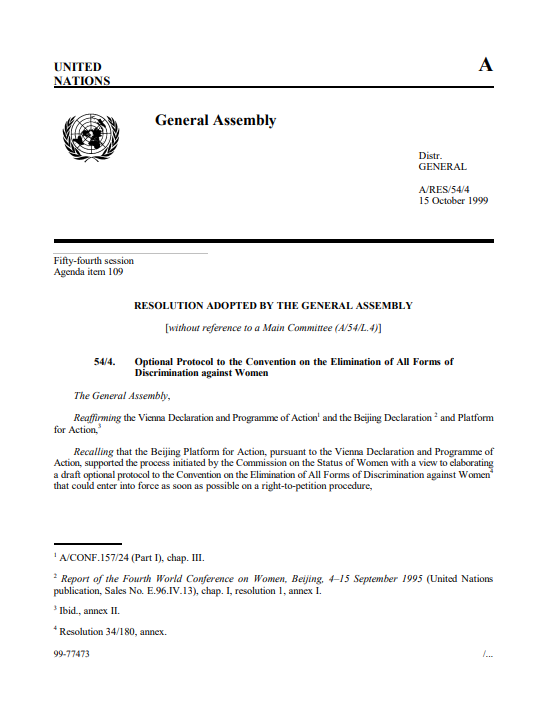 UNITED
NATIONS
A
General Assembly
Distr.
GENERAL
A/RES/54/4
15 October 1999
Fifty-fourth session
Agenda item 109
RESOLUTION ADOPTED BY THE GENERAL ASSEMBLY
[without reference to a Main Committee (A/54/L.4)]
54/4. Optional Protocol to the Convention on the Elimination of All Forms of
Discrimination against Women
The General Assembly,
Reaffirming the Vienna Declaration and Programme of Action1 and the Beijing Declaration 2 and Platform
for Action,3
Recalling that the Beijing Platform for Action, pursuant to the Vienna Declaration and Programme of
Action, supported the process initiated by the Commission on the Status of Women with a view to elaborating
a draft optional protocol to the Convention on the Elimination of All Forms of Discrimination against Women4
that could enter into force as soon as possible on a right-to-petition procedure,
1 A/CONF.157/24 (Part I), chap. III.
2 Report of the Fourth World Conference on Women, Beijing, 4–15 September 1995 (United Nations
publication, Sales No. E.96.IV.13), chap. I, resolution 1, annex I.
3 Ibid., annex II.
4 Resolution 34/180, annex.
99-77473
/...